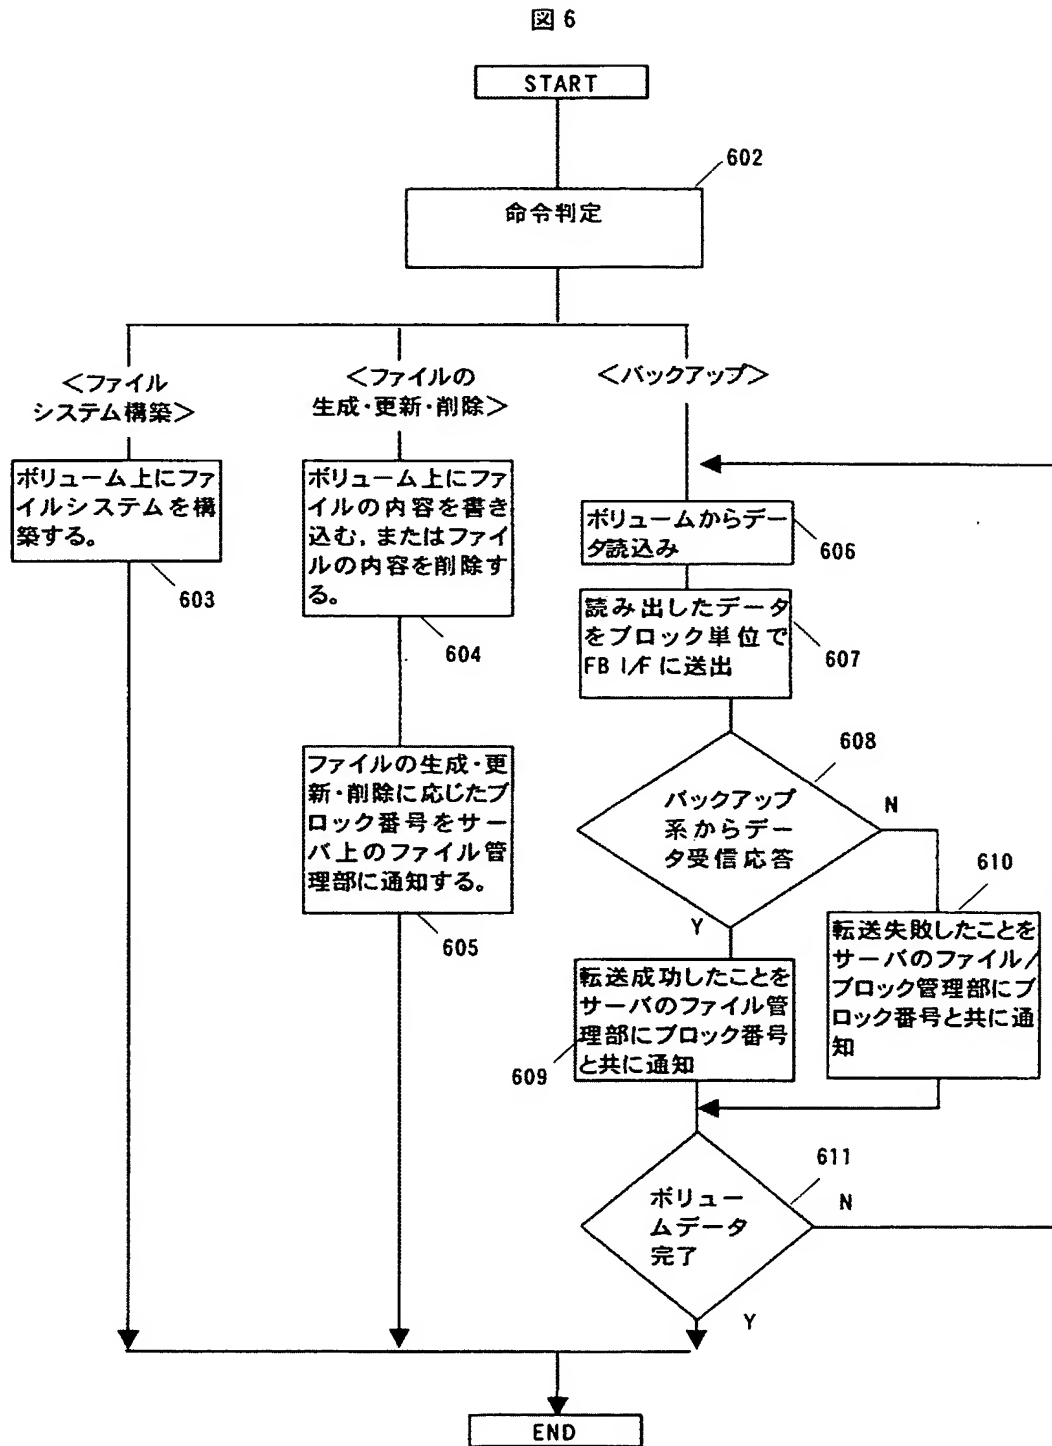 図6
START
602
命令判定
<ファイル
システム構築>
<ファイルの
生成・更新・削除>
<バックアップ>
ボリューム上にファ
イルシステムを構
築する。
603
ボリューム上にファ
イルの内容を書き
込む，またはファイ
ルの内容を削除す
る。
604
ファイルの生成・更
新・削除に応じたブ
ロック番号をサー
バ上のファイル管
理部に通知する。
605
ボリュームからデー
タ読込み
606
読み出したデータ
をブロック単位で
FB I/Fに送出
607
608
バックアップ
系からデー
タ受信応答
N
Y
610
転送失敗したことを
サーバのファイル/
ブロック管理部にブ
ロック番号と共に通
知
転送成功したことを
サーバのファイル管
理部にブロック番号
と共に通知
609
611
ボリュー
ムデータ
完了
N
Y
END